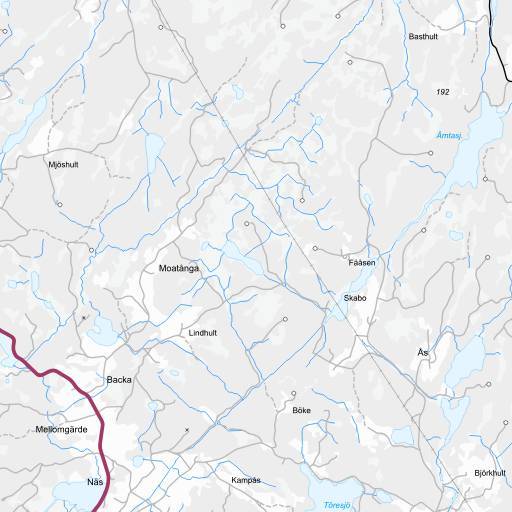 Basthult
192
Åmtasj.
Mjöshult
Fååsen
Moatånga
Skabo
Lindhult
Ås
Backa
Böke
Mellomgärde
Björkhult
Näs
Kampås
Töresjö